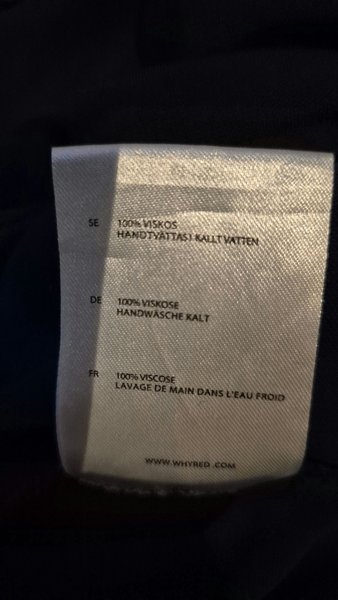 SE 100% VISKOS
HANDTVÄTTAS I KALLT VATTEN
DE 100% VISKOSE
HANDWÄSCHE KALT
FR 100% VISCOSE
LAVAGE DE MAIN DANS L'EAU FROID
WWW.WHYRED.COM